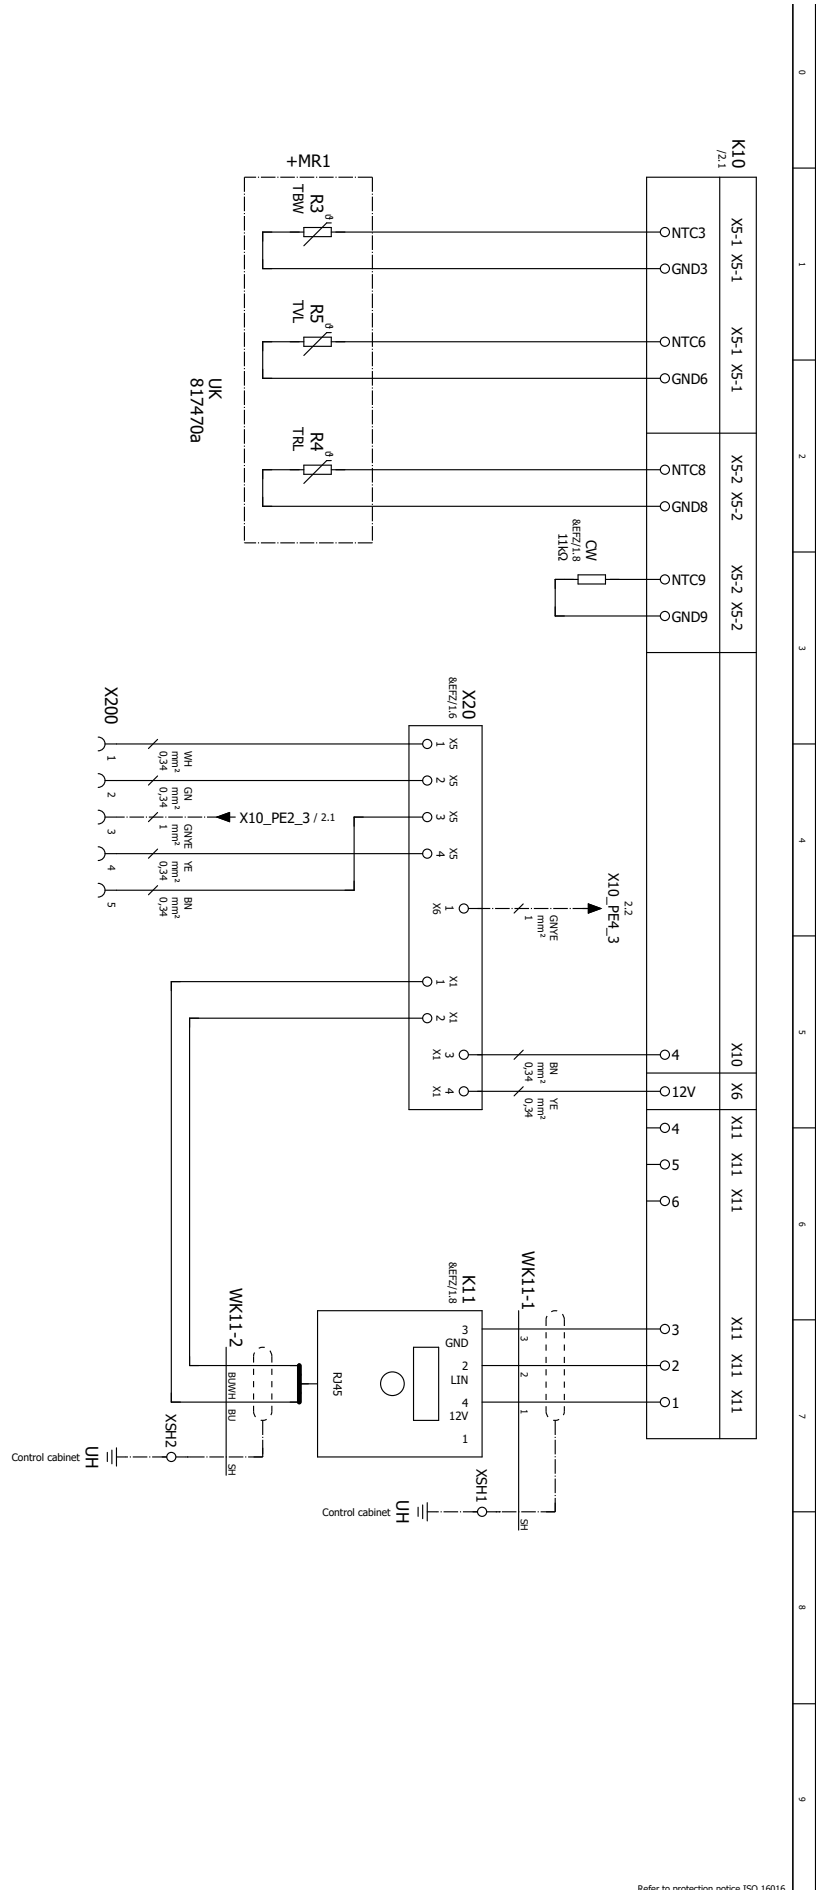 0
1
2
3
4
5
6
7
8
9
K10
/2.1
X5-1 X5-1
X5-1 X5-1
X5-2 X5-2
X5-2 X5-2
X10
X6
X11
X11
X11
X11
X11
X11
NTC3
GND3
NTC6
GND6
NTC8
GND8
NTC9
GND9
4
12V
4
5
6
3
2
1
+MR1
R3
TBW
ϑ
R5
TVL
ϑ
R4
TRL
ϑ
UK
817470a
CW
&EFZ/1.8
11kΩ
X20
&EFZ/1.6
1 X5
2 X5
3 X5
4 X5
X6 1
1 X1
2 X1
X1 3
X1 4
X200
1
2
3
4
5
WH
mm²
0,34
GN
mm²
0,34
GNYE
mm²
1
YE
mm²
0,34
BN
mm²
0,34
X10_PE2_3 / 2.1
GNYE
mm²
1
2.2
X10_PE4_3
BN
mm²
0,34
YE
mm²
0,34
K11
&EFZ/1.8
3
GND
2
LIN
4
12V
1
RJ45
WK11-1
3
2
1
SH
XSH1
UH
Control cabinet
WK11-2
BUWH
BU
SH
XSH2
UH
Control cabinet
Refer to protection notice ISO 16016